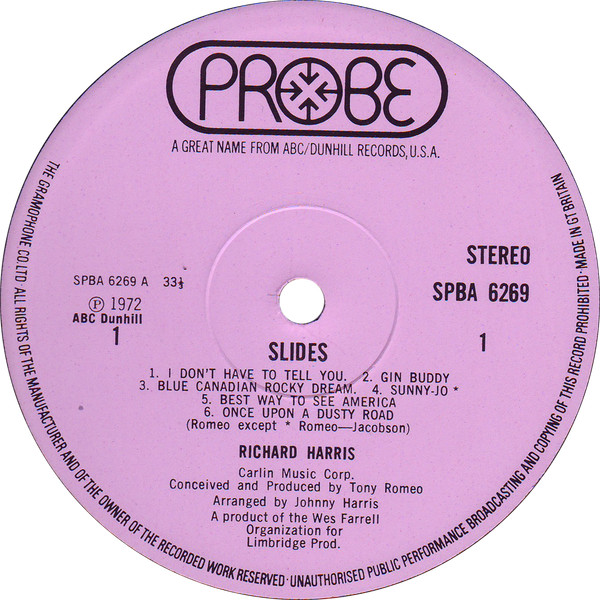 PROBE
A GREAT NAME FROM ABC/DUNHILL RECORDS, U.S.A.
THE GRAMOPHONE CO. LTD · ALL RIGHTS OF THE MANUFACTURER AND OF THE OWNER OF THE RECORDED WORK RESERVED · UNAUTHORISED PUBLIC PERFORMANCE BROADCASTING AND COPYING OF THIS RECORD PROHIBITED · MADE IN GT BRITAIN
STEREO
SPBA 6269 A 33⅓
SPBA 6269
℗ 1972
ABC Dunhill
1
1
SLIDES
1. I DON'T HAVE TO TELL YOU. 2. GIN BUDDY
3. BLUE CANADIAN ROCKY DREAM. 4. SUNNY-JO *
5. BEST WAY TO SEE AMERICA
6. ONCE UPON A DUSTY ROAD
(Romeo except * Romeo—Jacobson)
RICHARD HARRIS
Carlin Music Corp.
Conceived and Produced by Tony Romeo
Arranged by Johnny Harris
A product of the Wes Farrell
Organization for
Limbridge Prod.